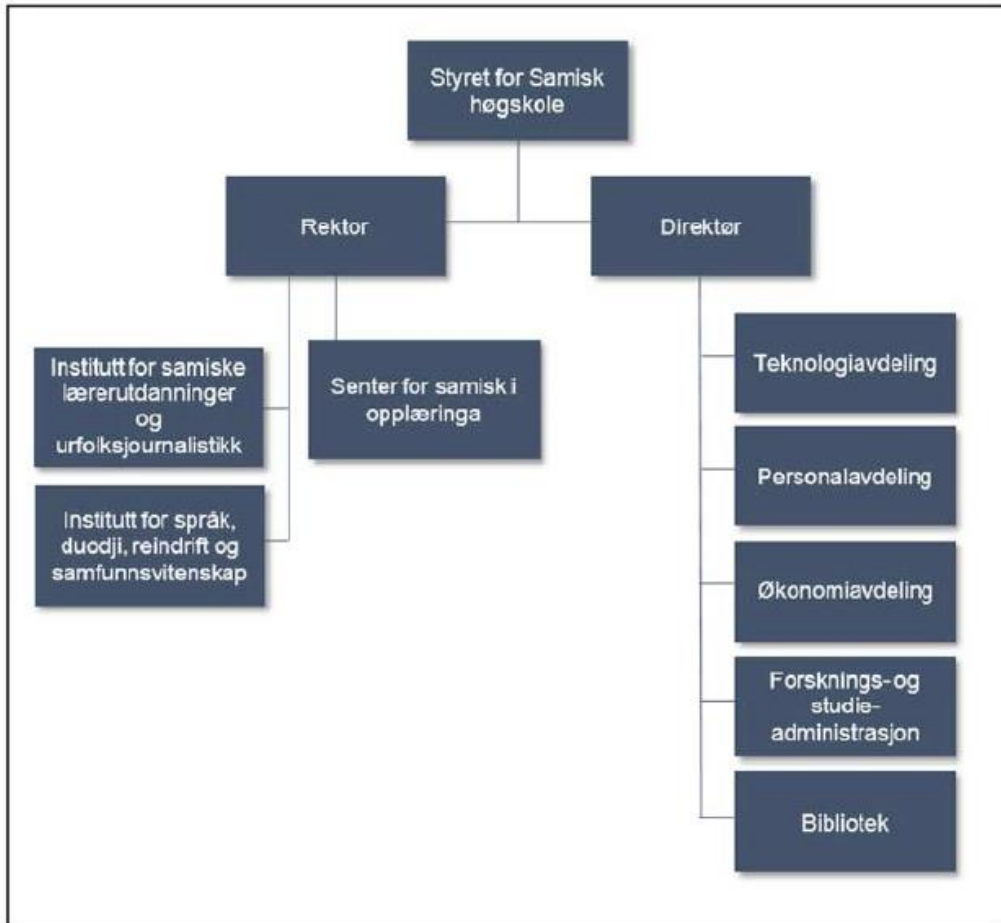 Styret for Samisk
høgskole
Rektor
Direktør
Institutt for samiske
lærerutdanninger
og
urfolksjournalistikk
Senter for samisk i
opplæringa
Institutt for språk,
duodji, reindrift og
samfunnsvitenskap
Teknologiavdeling
Personalavdeling
Økonomiavdeling
Forsknings- og
studie-
administrasjon
Bibliotek